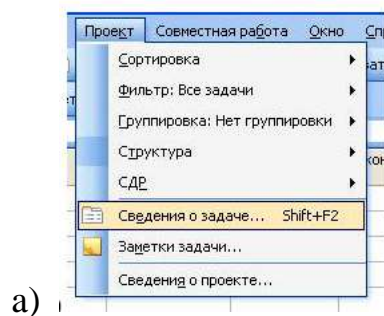 Проект Совместная работа Окно
Сортировка
Фильтр: Все задачи
Группировка: Нет группировки
Структура
СДР
Сведения о задаче... Shift+F2
Заметки задачи...
Сведения о проекте...
а)